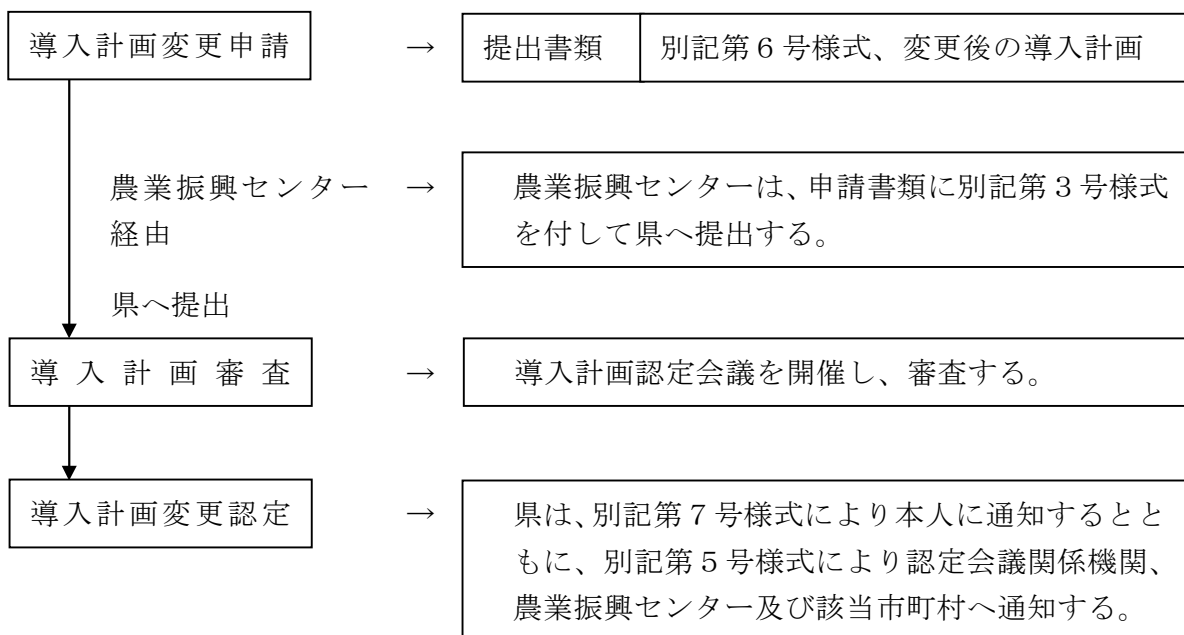 導入計画変更申請 → 提出書類 別記第6号様式、変更後の導入計画
農業振興センター → 農業振興センターは、申請書類に別記第3号様式
経由 を付して県へ提出する。
県へ提出
導入計画審査 → 導入計画認定会議を開催し、審査する。
導入計画変更認定 → 県は、別記第7号様式により本人に通知するとと
もに、別記第5号様式により認定会議関係機関、
農業振興センター及び該当市町村へ通知する。